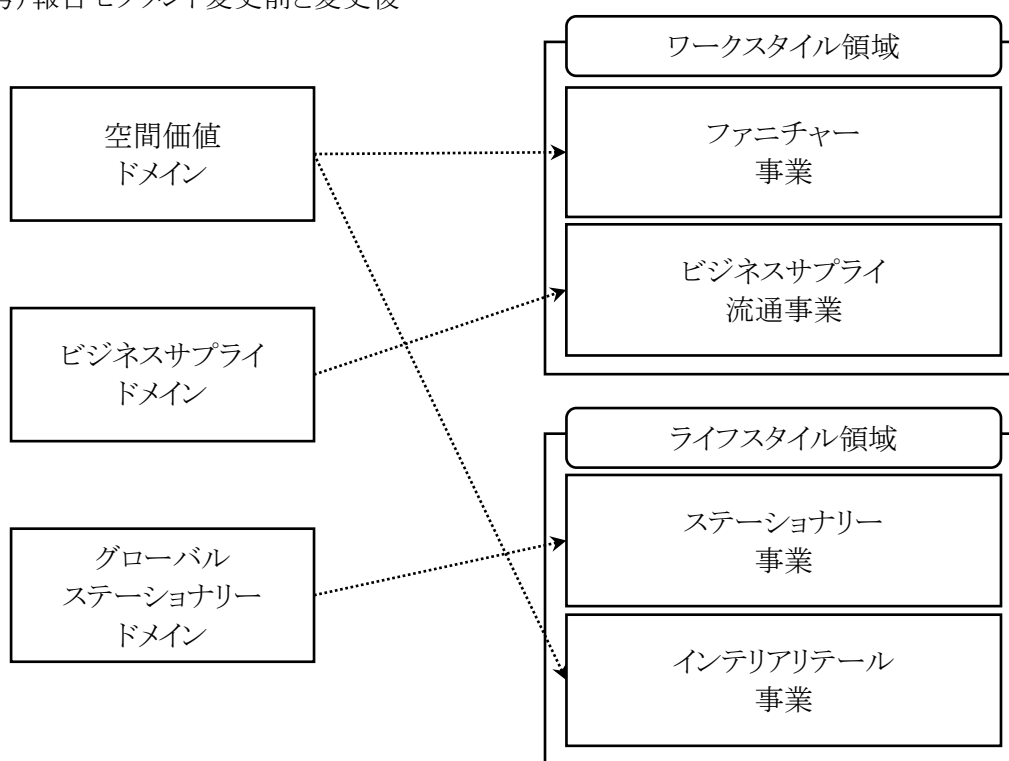 報告セグメント変更前と変更後
空間価値
ドメイン
ビジネスサプライ
ドメイン
グローバル
ステーショナリー
ドメイン
ワークスタイル領域
ファニチャー
事業
ビジネスサプライ
流通事業
ライフスタイル領域
ステーショナリー
事業
インテリアリテール
事業